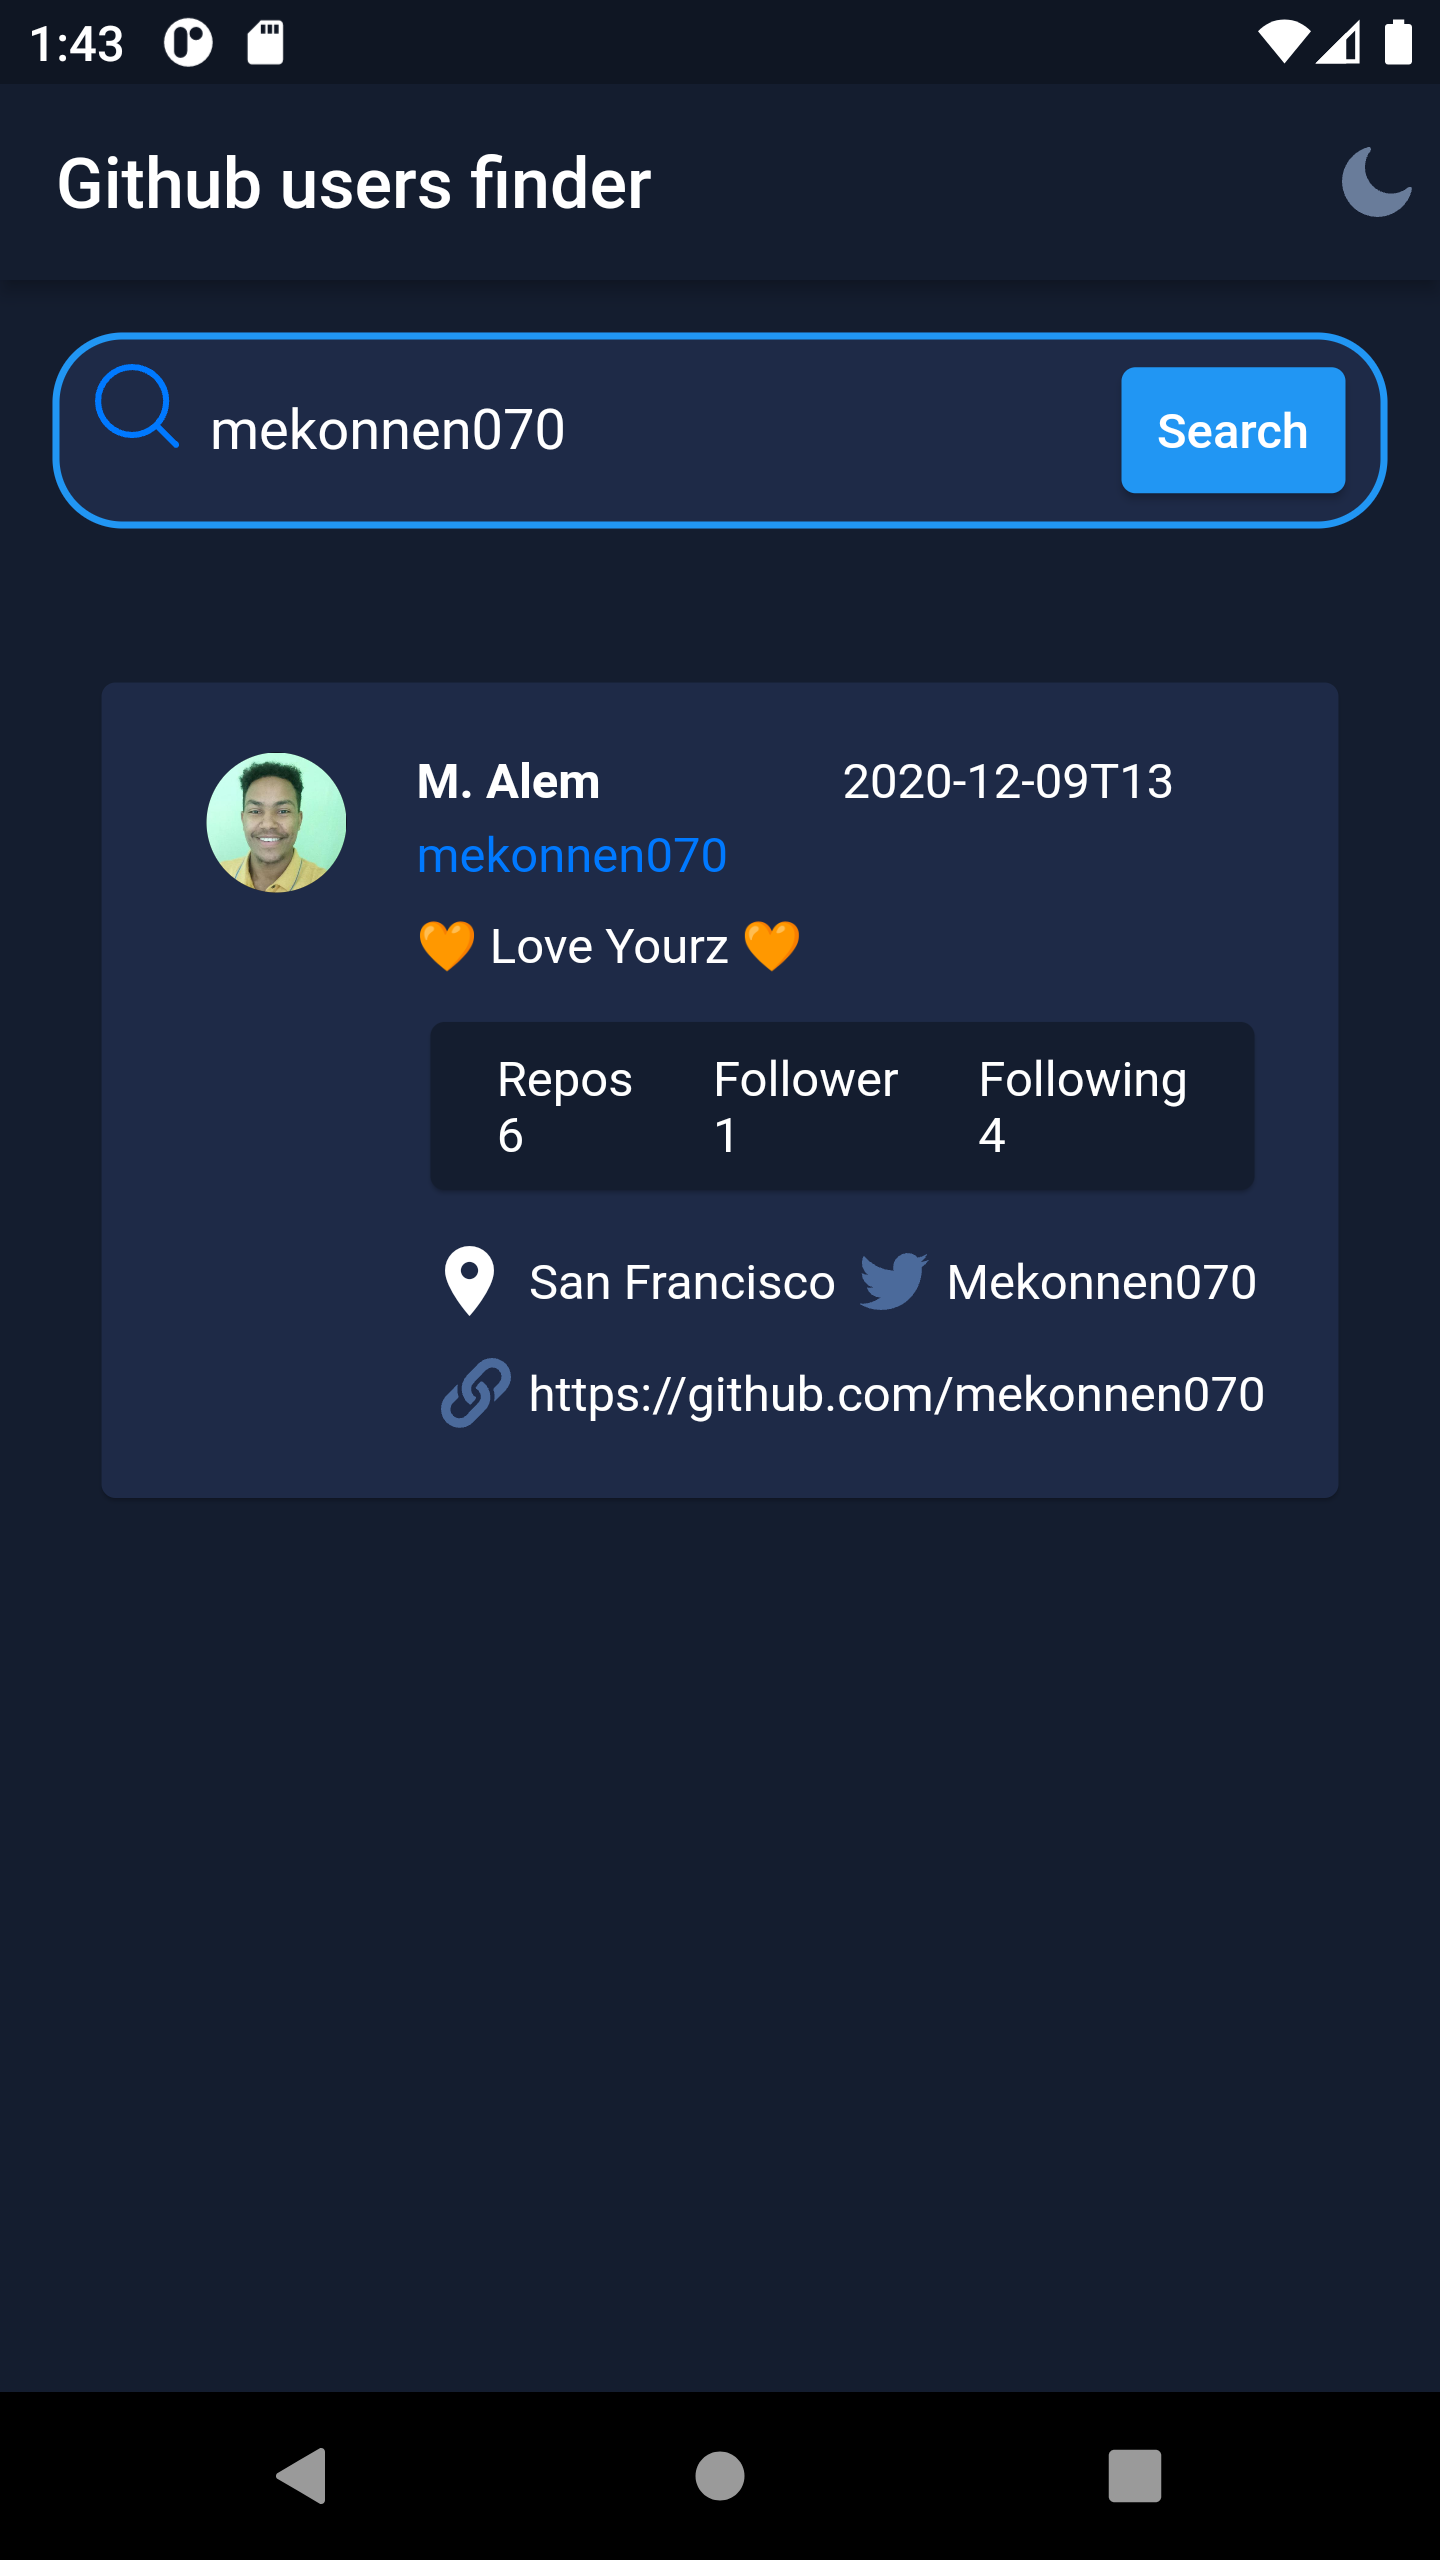 1:43
Github users finder
mekonnen070
Search
M. Alem
2020-12-09T13
mekonnen070
🧡 Love Yourz 🧡
Repos
Follower
Following
6
1
4
San Francisco
Mekonnen070
https://github.com/mekonnen070